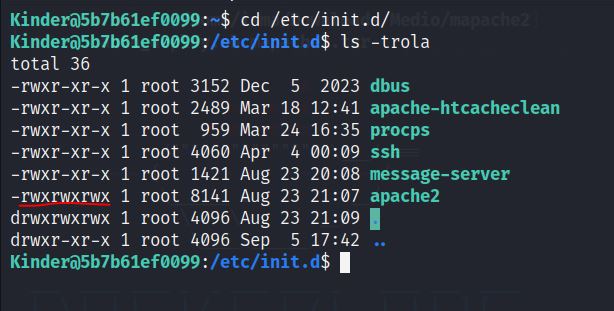 Kinder@5b7b61ef0099:~$ cd /etc/init.d/
Kinder@5b7b61ef0099:/etc/init.d$ ls -trola
total 36
-rwxr-xr-x 1 root 3152 Dec  5  2023 dbus
-rwxr-xr-x 1 root 2489 Mar 18 12:41 apache-htcacheclean
-rwxr-xr-x 1 root  959 Mar 24 16:35 procps
-rwxr-xr-x 1 root 4060 Apr  4 00:09 ssh
-rwxr-xr-x 1 root 1421 Aug 23 20:08 message-server
-rwxrwxrwx 1 root 8141 Aug 23 21:07 apache2
drwxrwxrwx 1 root 4096 Aug 23 21:09 .
drwxr-xr-x 1 root 4096 Sep  5 17:42 ..
Kinder@5b7b61ef0099:/etc/init.d$